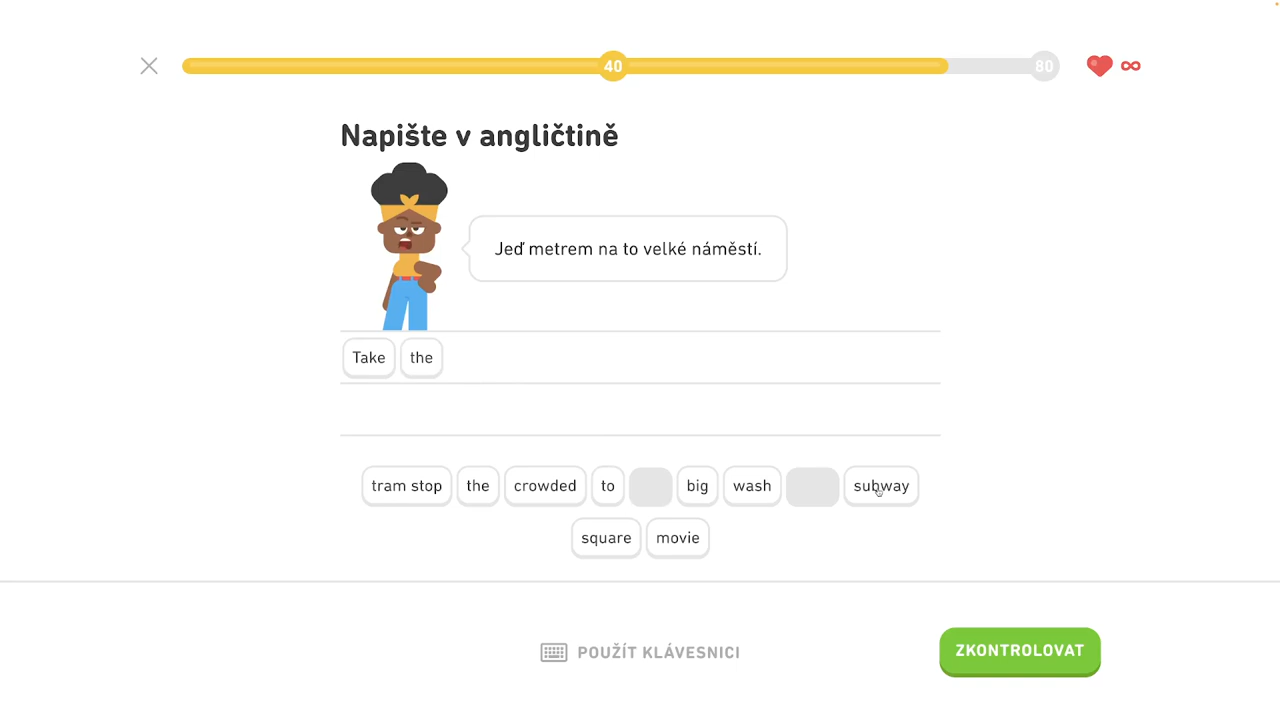 40
80
∞
Napište v angličtině
Jeď metrem na to velké náměstí.
Take the
tram stop the crowded to big wash subway
square movie
POUŽÍT KLÁVESNICI
ZKONTROLOVAT